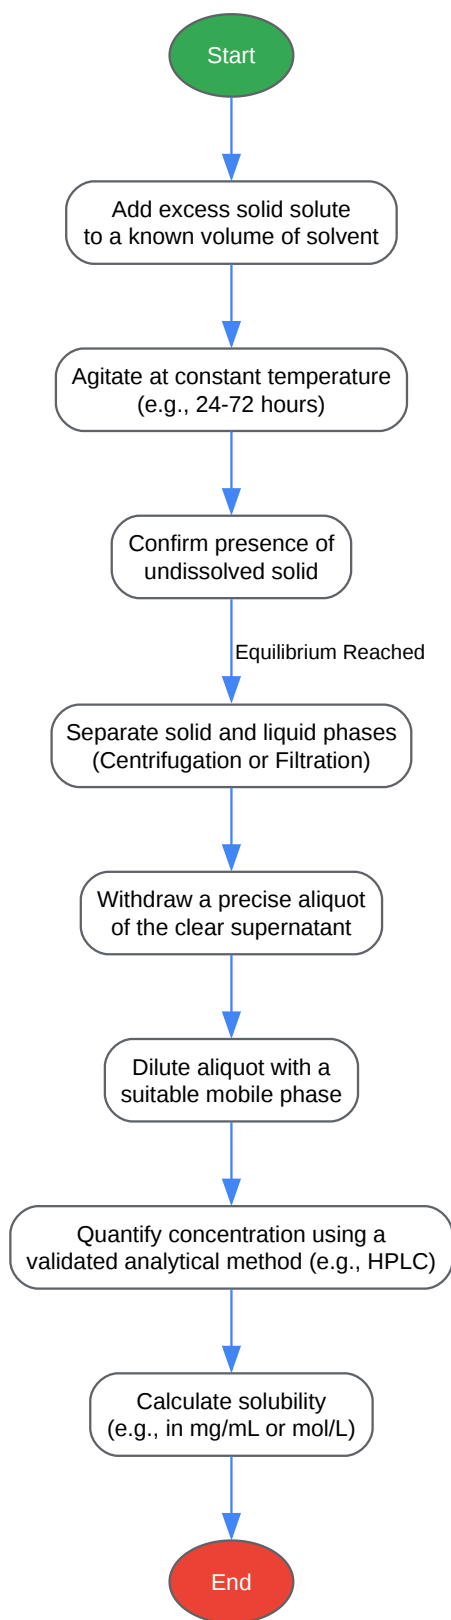 Start
Add excess solid solute
to a known volume of solvent
Agitate at constant temperature
(e.g., 24-72 hours)
Confirm presence of
undissolved solid
Equilibrium Reached
Separate solid and liquid phases
(Centrifugation or Filtration)
Withdraw a precise aliquot
of the clear supernatant
Dilute aliquot with a
suitable mobile phase
Quantify concentration using a
validated analytical method (e.g., HPLC)
Calculate solubility
(e.g., in mg/mL or mol/L)
End